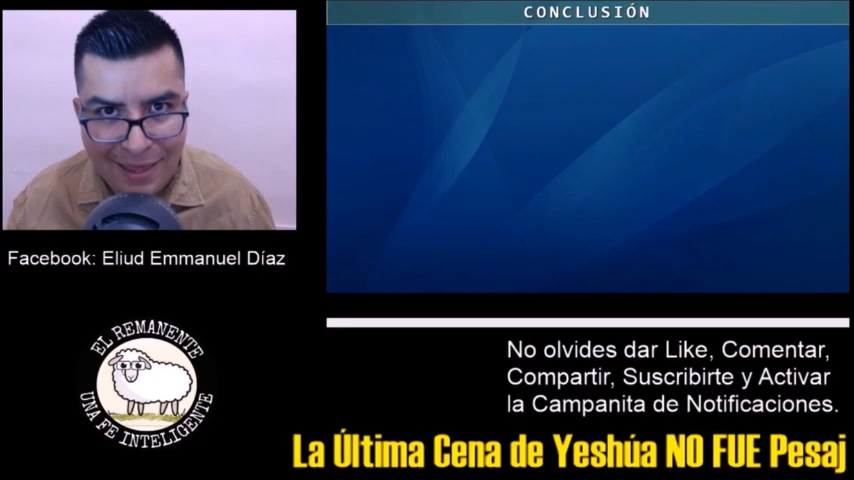 CONCLUSIÓN
Facebook: Eliud Emmanuel Díaz
EL REMANENTE
UNA FE INTELIGENTE
No olvides dar Like, Comentar,
Compartir, Suscribirte y Activar
la Campanita de Notificaciones.
La Última Cena de Yeshúa NO FUE Pesaj